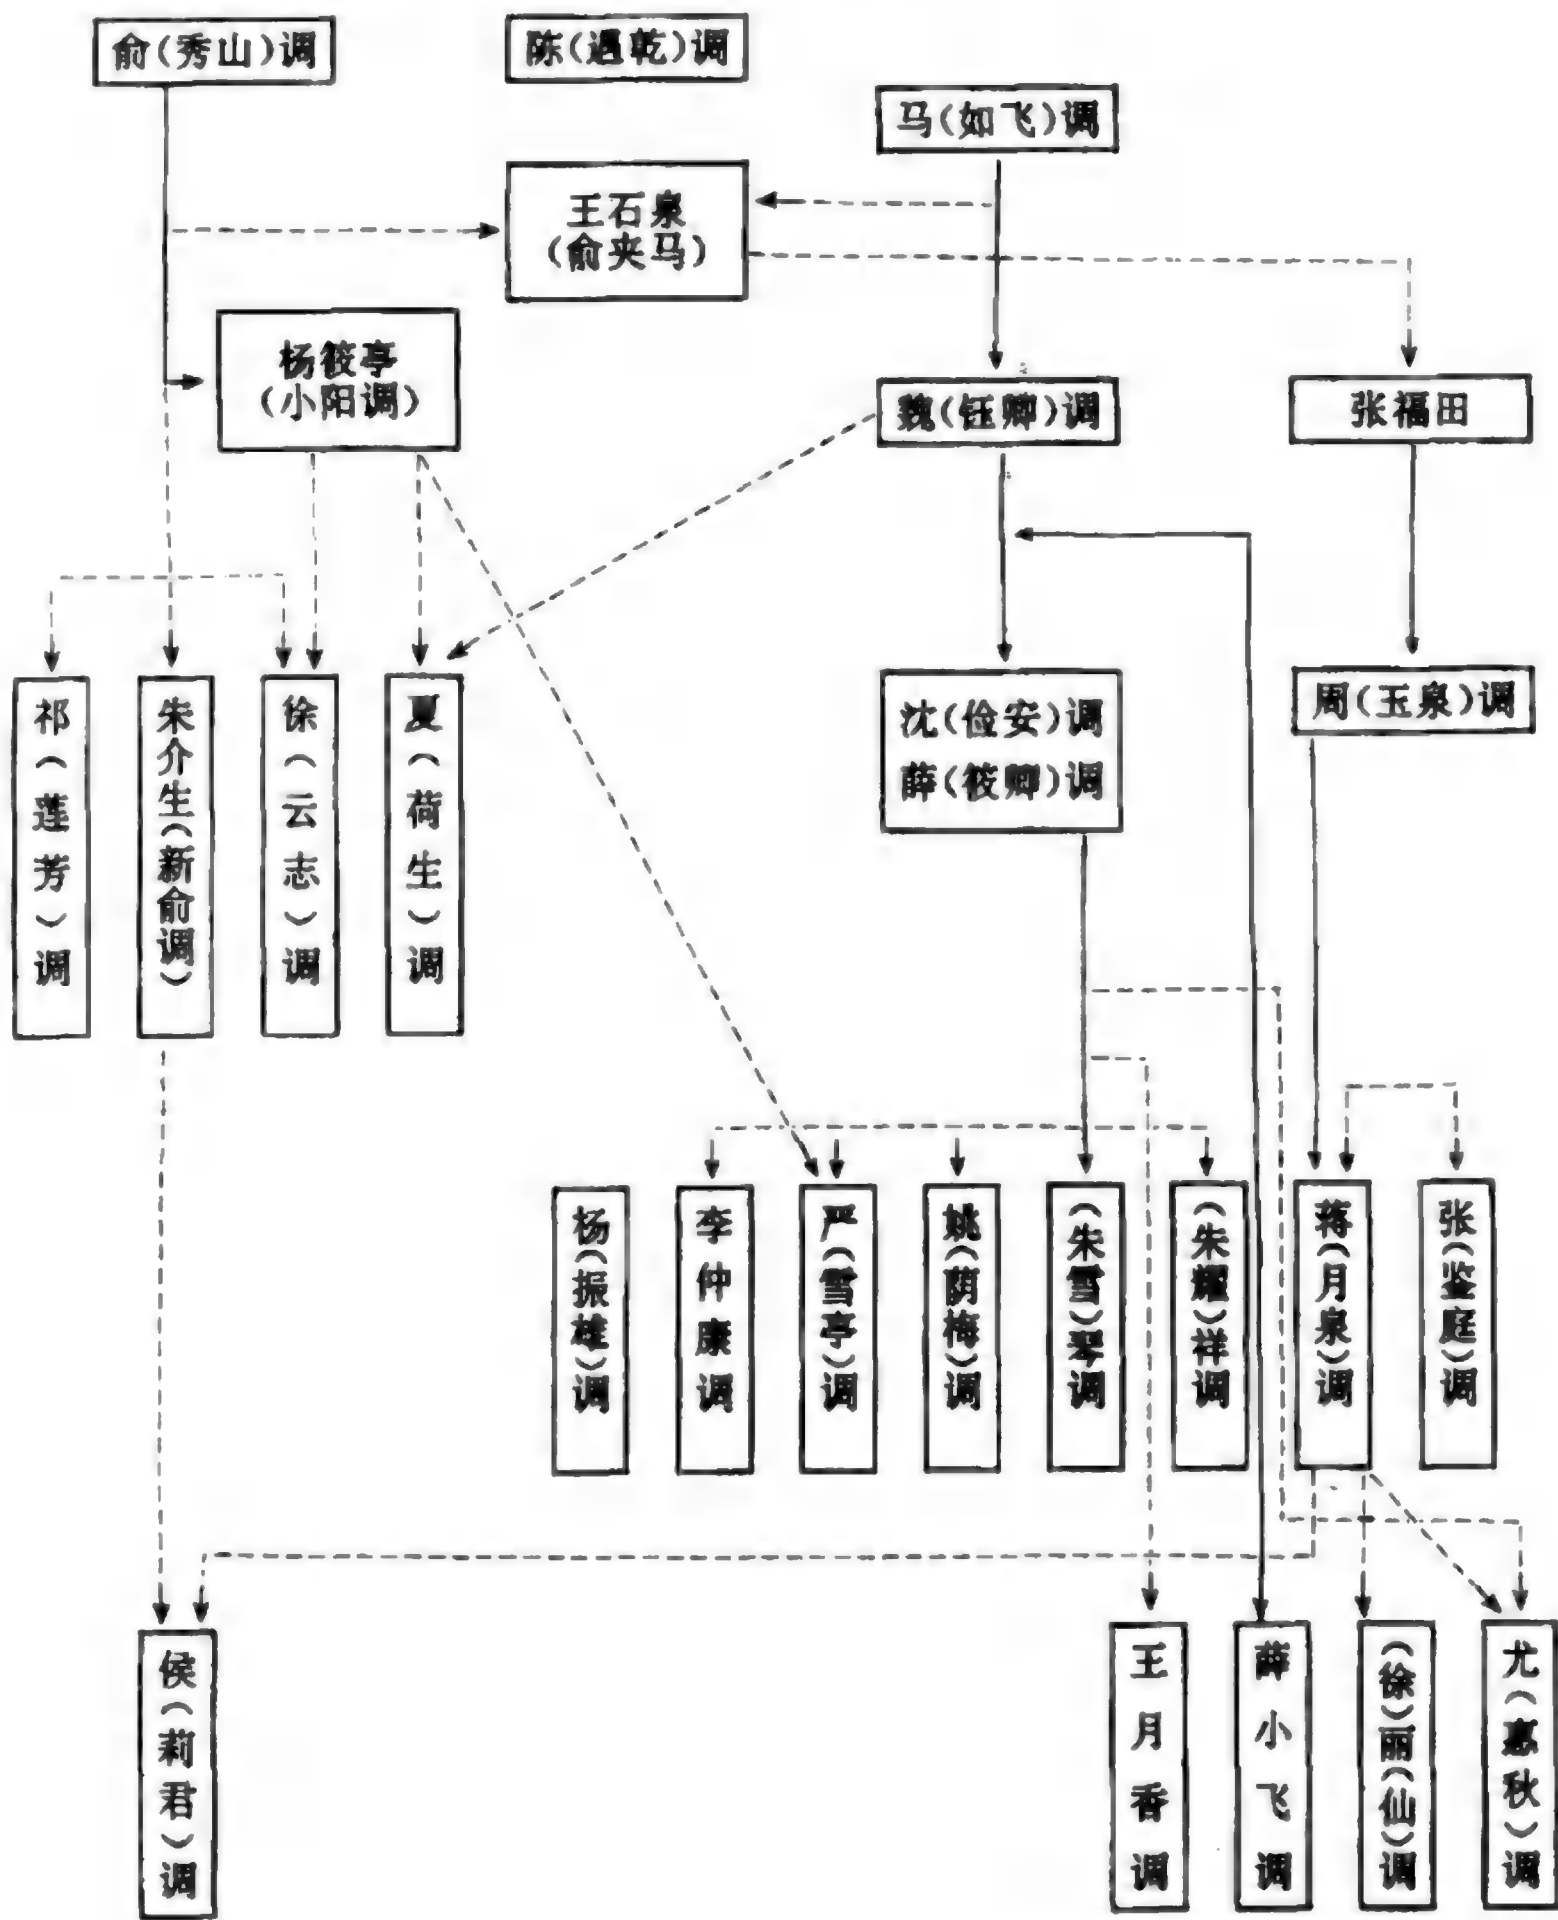 俞(秀山)调
陈(遇乾)调
马(如飞)调
王石泉
(俞夹马)
杨筱亭
(小阳调)
魏(钰卿)调
张福田
祁(莲芳)调
朱介生(新俞调)
徐(云志)调
夏(荷生)调
沈(俭安)调
薛(筱卿)调
周(玉泉)调
杨(振雄)调
李仲康调
严(雪亭)调
姚(荫梅)调
(朱雪)琴调
(朱耀)祥调
蒋(月泉)调
张(鉴庭)调
侯(莉君)调
王月香调
薛小飞调
(徐)丽(仙)调
尤(惠秋)调